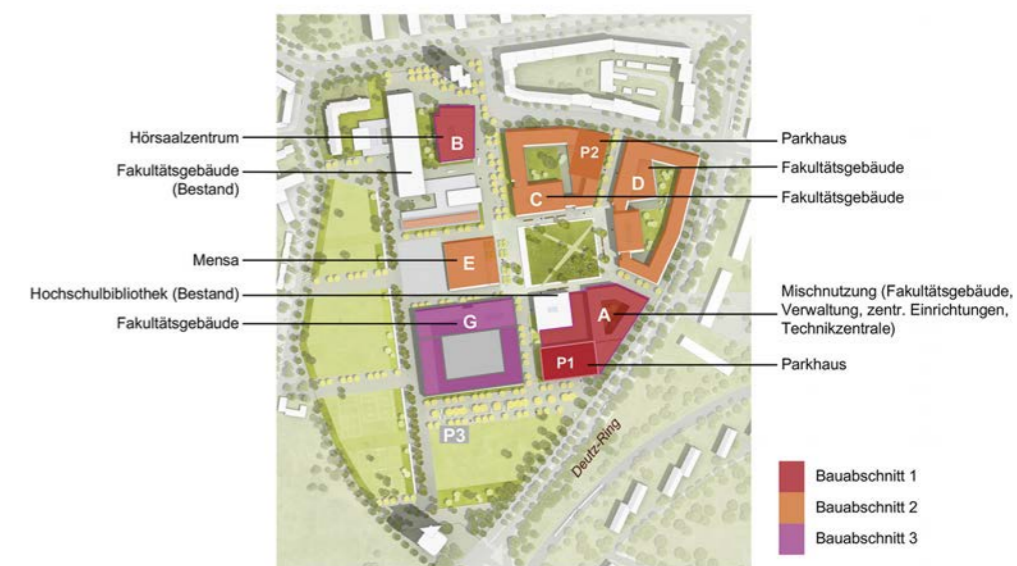 Hörsaalzentrum
Fakultätsgebäude
(Bestand)
Mensa
Hochschulbibliothek (Bestand)
Fakultätsgebäude
B
P2
C
D
E
G
A
P1
P3
Deutz-Ring
Parkhaus
Fakultätsgebäude
Fakultätsgebäude
Mischnutzung (Fakultätsgebäude,
Verwaltung, zentr. Einrichtungen,
Technikzentrale)
Parkhaus
Bauabschnitt 1
Bauabschnitt 2
Bauabschnitt 3